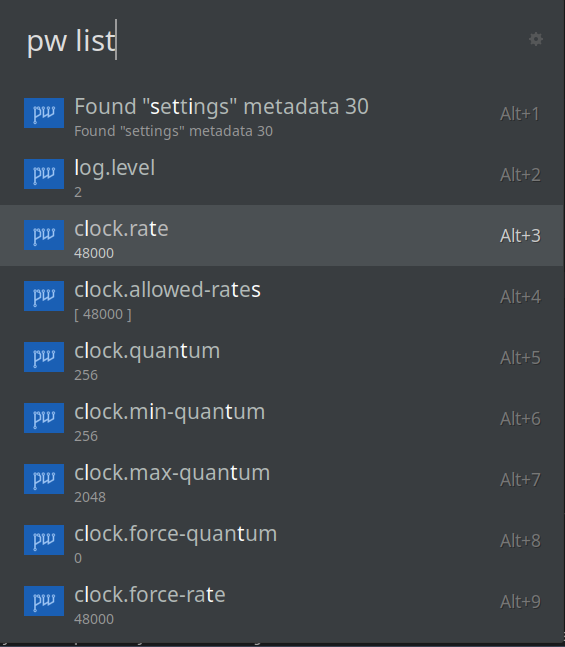 pw list
pw
Found "settings" metadata 30
Alt+1
Found "settings" metadata 30
pw
log.level
Alt+2
2
pw
clock.rate
Alt+3
48000
pw
clock.allowed-rates
Alt+4
[ 48000 ]
pw
clock.quantum
Alt+5
256
pw
clock.min-quantum
Alt+6
256
pw
clock.max-quantum
Alt+7
2048
pw
clock.force-quantum
Alt+8
0
pw
clock.force-rate
Alt+9
48000